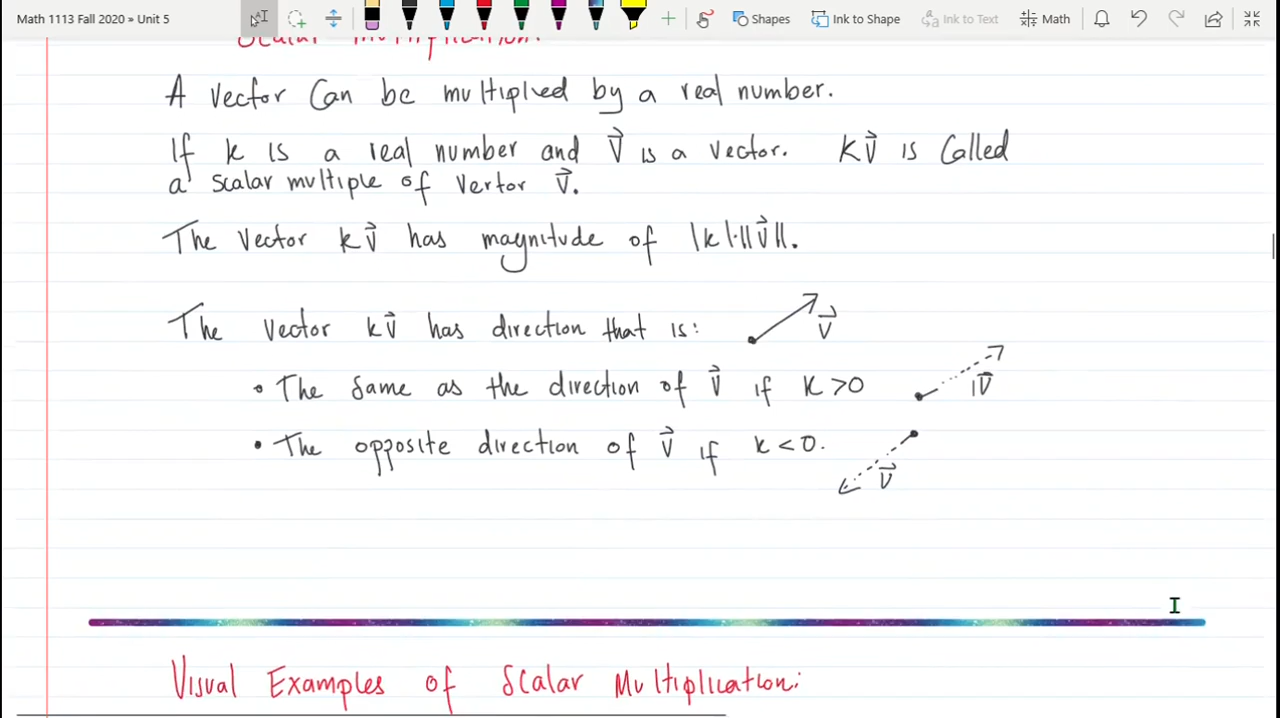 Math 1113 Fall 2020 » Unit 5
Shapes
Ink to Shape
Ink to Text
Math
Scalar Multiplication:
A vector Can be multiplied by a real number.
If k is a real number and V⃗ is a vector. KV⃗ is Called
a scalar multiple of Vector V⃗.
The Vector kV⃗ has magnitude of |k|·||V⃗||.
The vector kV⃗ has direction that is:
V⃗
• The same as the direction of V⃗ if K >0
1V⃗
• The opposite direction of V⃗ if k < 0.
V⃗
Visual Examples of Scalar Multiplication: